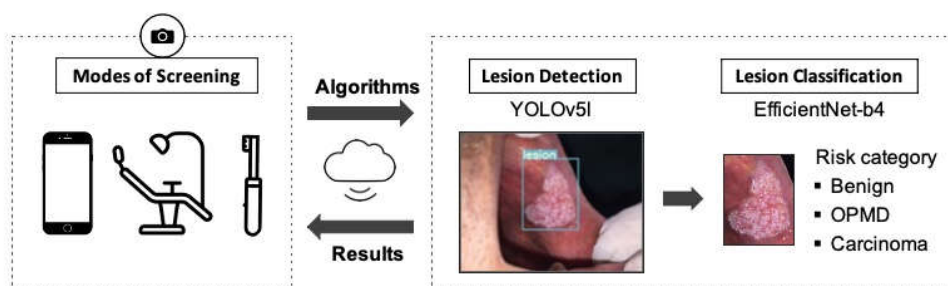 Modes of Screening
Algorithms
Results
Lesion Detection
YOLOv5l
lesion
Lesion Classification
EfficientNet-b4
Risk category
▪ Benign
▪ OPMD
▪ Carcinoma